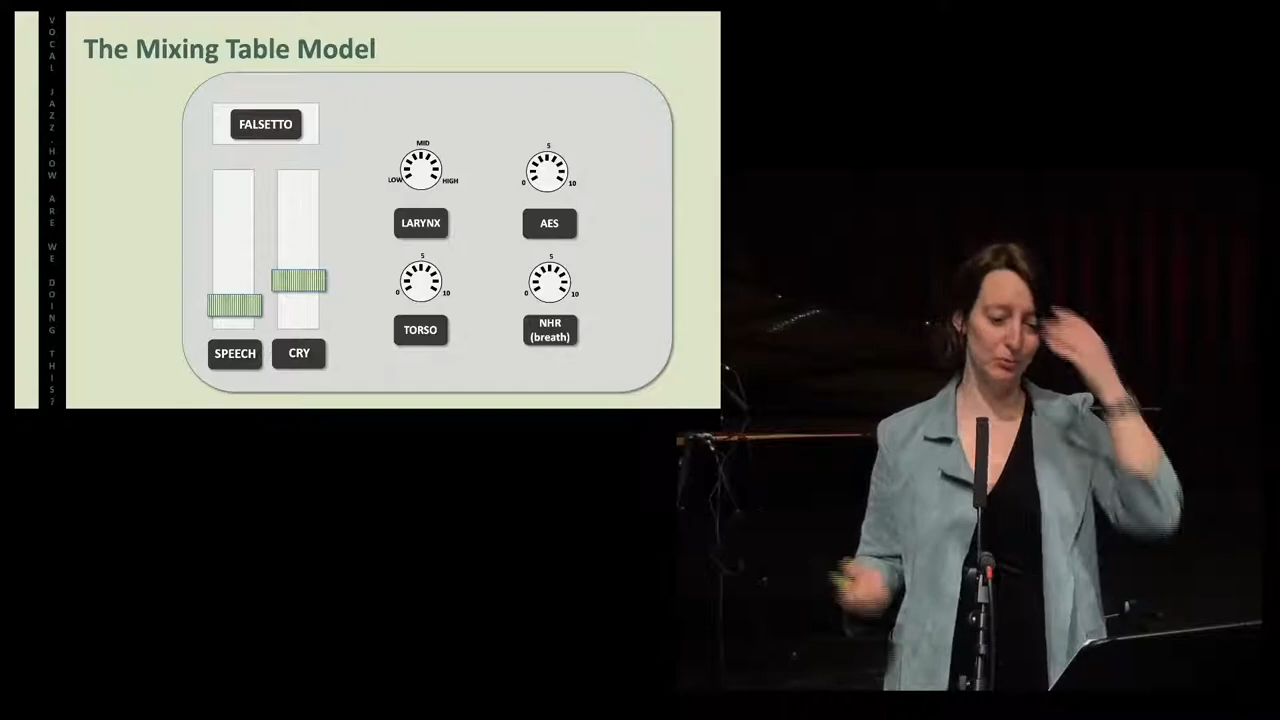 VOCAL JAZZ. HOW ARE WE DOING THIS?
The Mixing Table Model
FALSETTO
SPEECH
CRY
LOW
MID
HIGH
LARYNX
0
5
10
AES
0
5
10
TORSO
0
5
10
NHR
(breath)